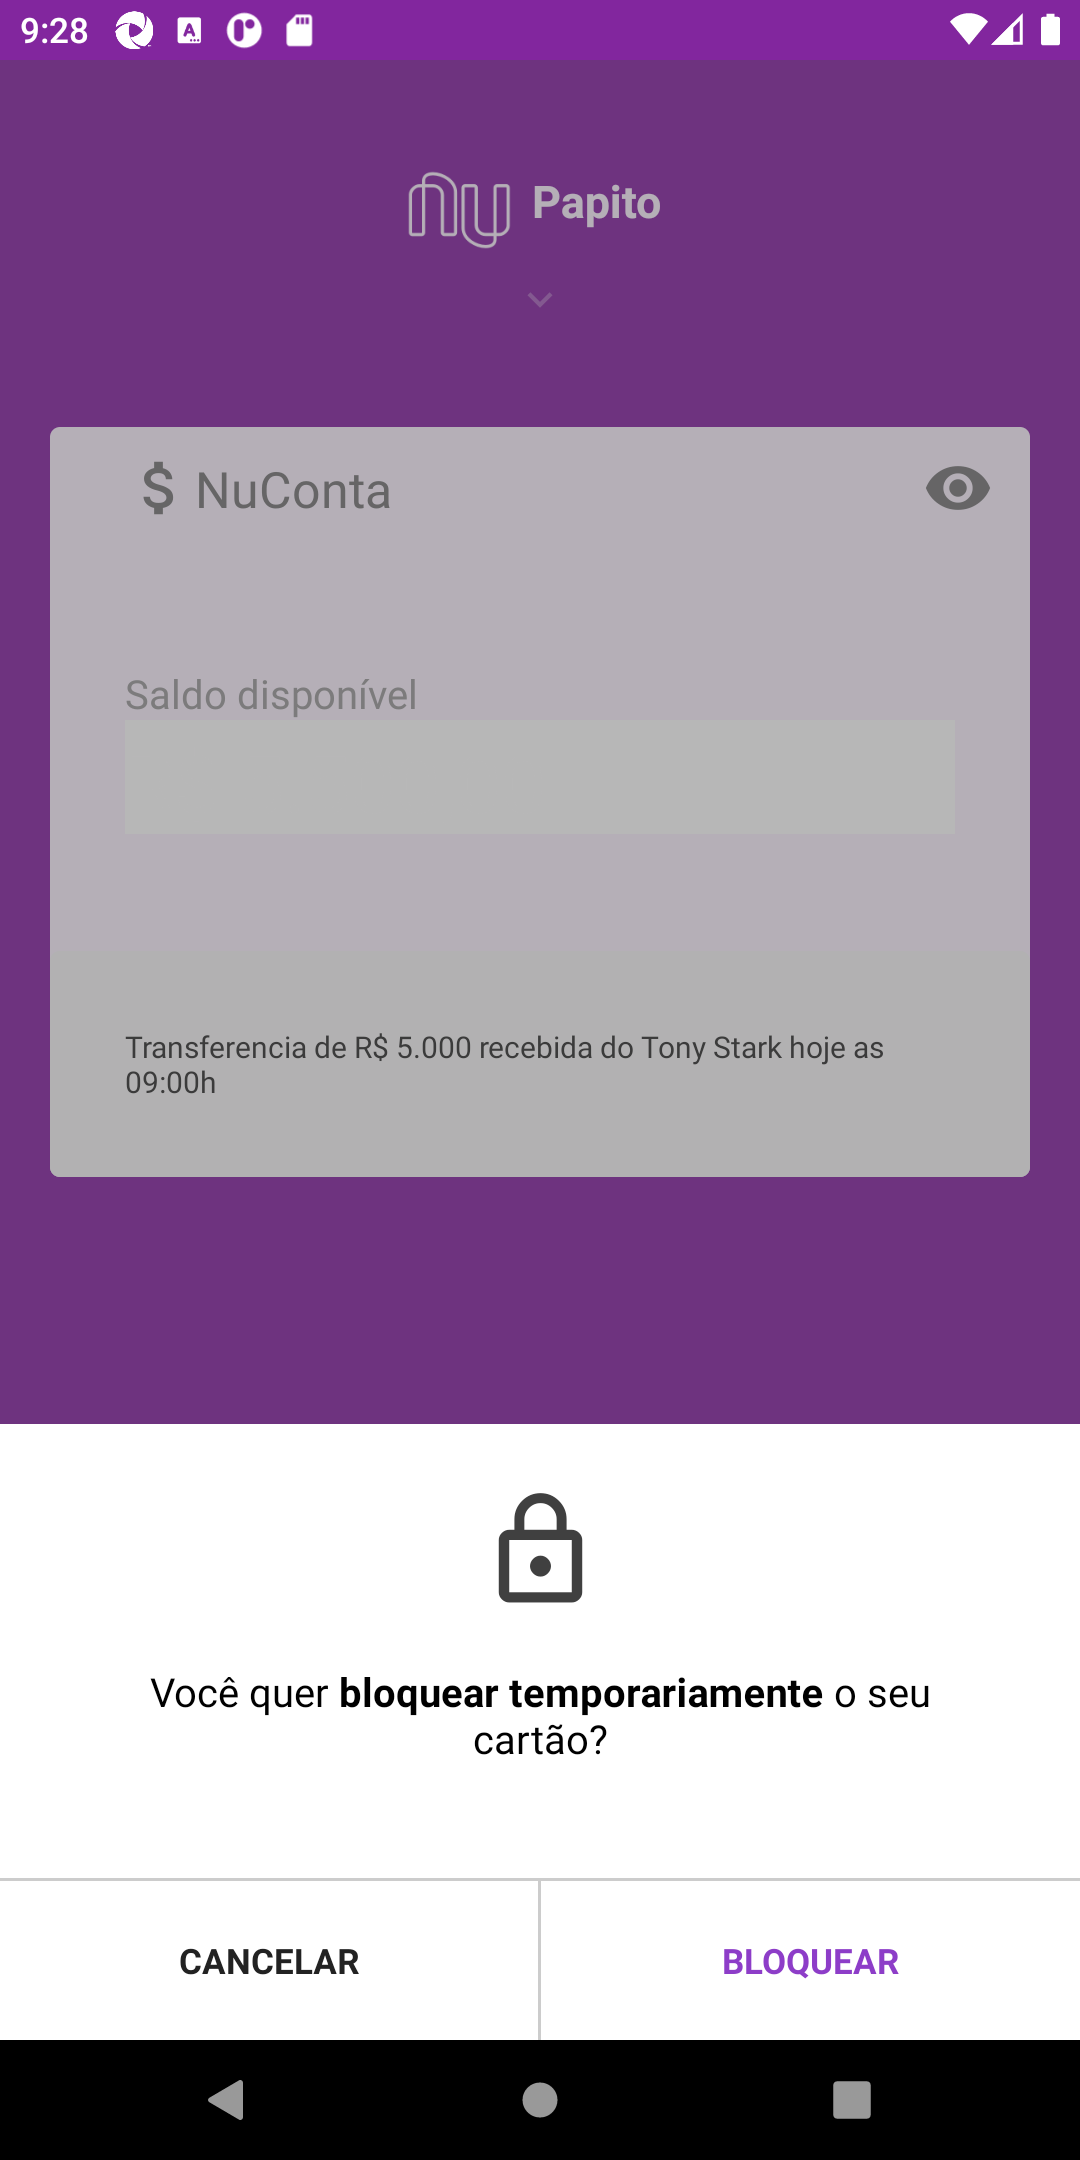 9:28
nu Papito
$ NuConta
Saldo disponível
Transferencia de R$ 5.000 recebida do Tony Stark hoje as
09:00h
Você quer bloquear temporariamente o seu
cartão?
CANCELAR
BLOQUEAR